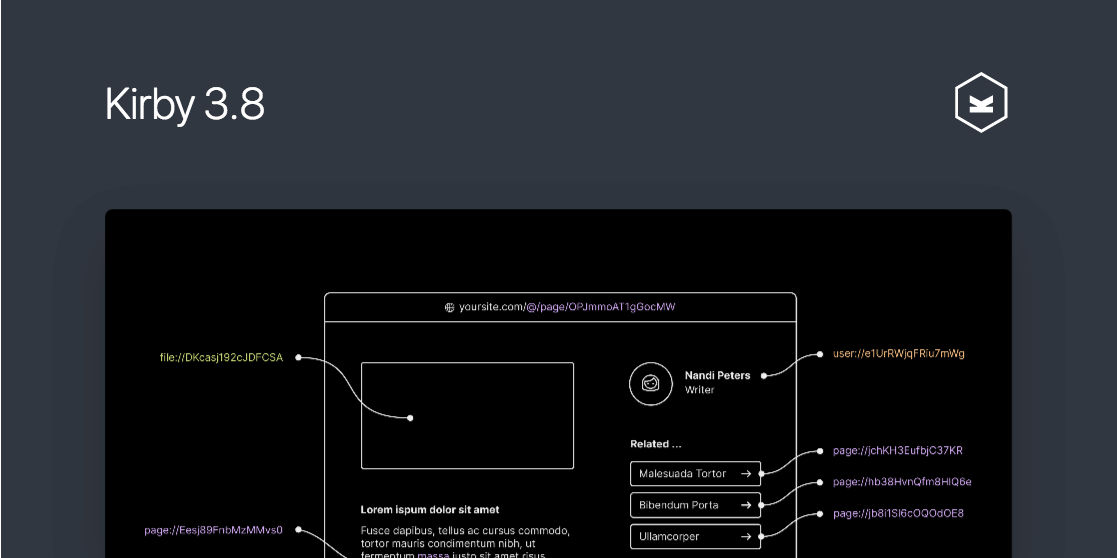 Kirby 3.8
yoursite.com/@/page/OPJmmoAT1gGocMW
file://DKcasj192cJDFCSA
user://e1UrRWjqFRiu7mWg
Nandi Peters
Writer
Related ...
page://jchKH3EufbjC37KR
Malesuada Tortor
page://hb38HvnQfm8HIQ6e
Bibendum Porta
page://jb8i1Sl6cOQOdOE8
Ullamcorper
Lorem ispum dolor sit amet
page://Eesj89FnbMzMMvs0
Fusce dapibus, tellus ac cursus commodo,
tortor mauris condimentum nibh, ut
fermentum massa justo sit amet risus